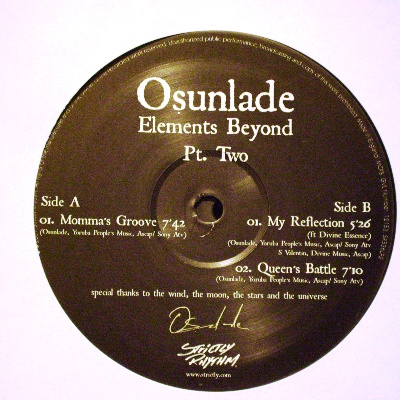 Osunlade
Elements Beyond
Pt. Two
Side A
01. Momma's Groove 7'42
(Osunlade, Yoruba People's Music, Ascap/ Sony Atv)
Side B
01. My Reflection 5'26
(ft Divine Essence)
(Osunlade, Yoruba People's Music, Ascap/ Sony Atv
S Valentin, Devine Music, Ascap)
02. Queen's Battle 7'10
(Osunlade, Yoruba People's Music, Ascap/ Sony Atv)
special thanks to the wind, the moon, the stars and the universe
Osunlade
STRICTLY
RHYTHM
www.strictly.com